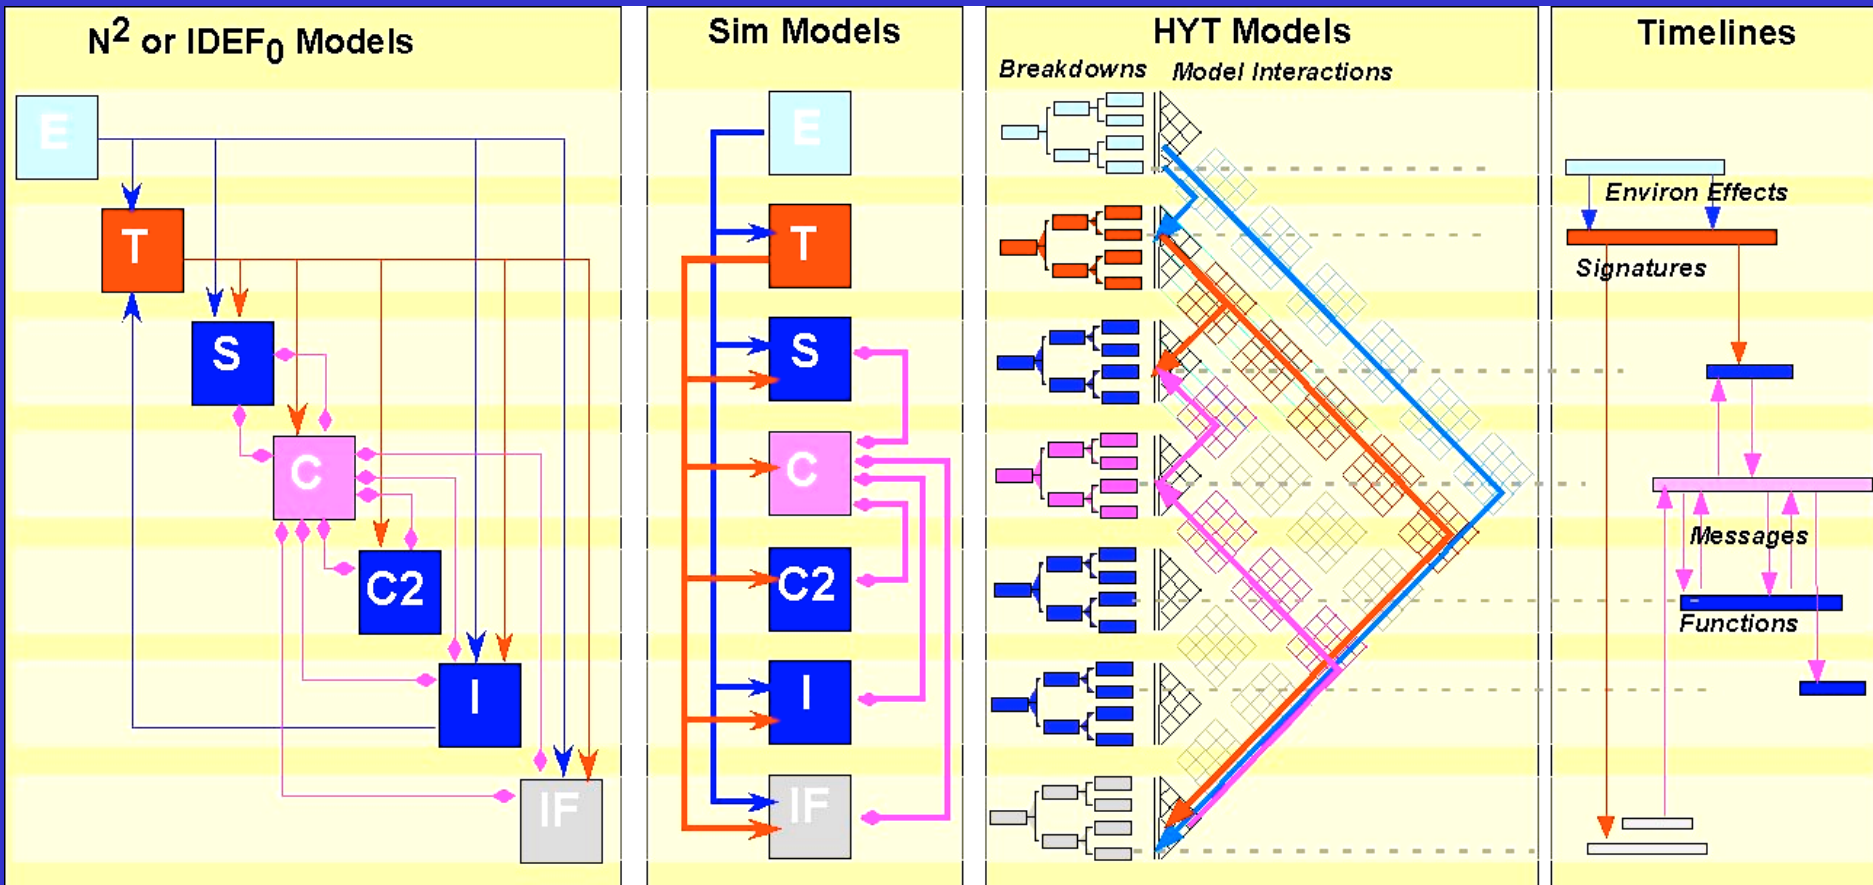 N2 or IDEF0 Models
E
T
S
C
C2
I
IF
Sim Models
E
T
S
C
C2
I
IF
HYT Models
Breakdowns Model Interactions
Timelines
Environ Effects
Signatures
Messages
Functions